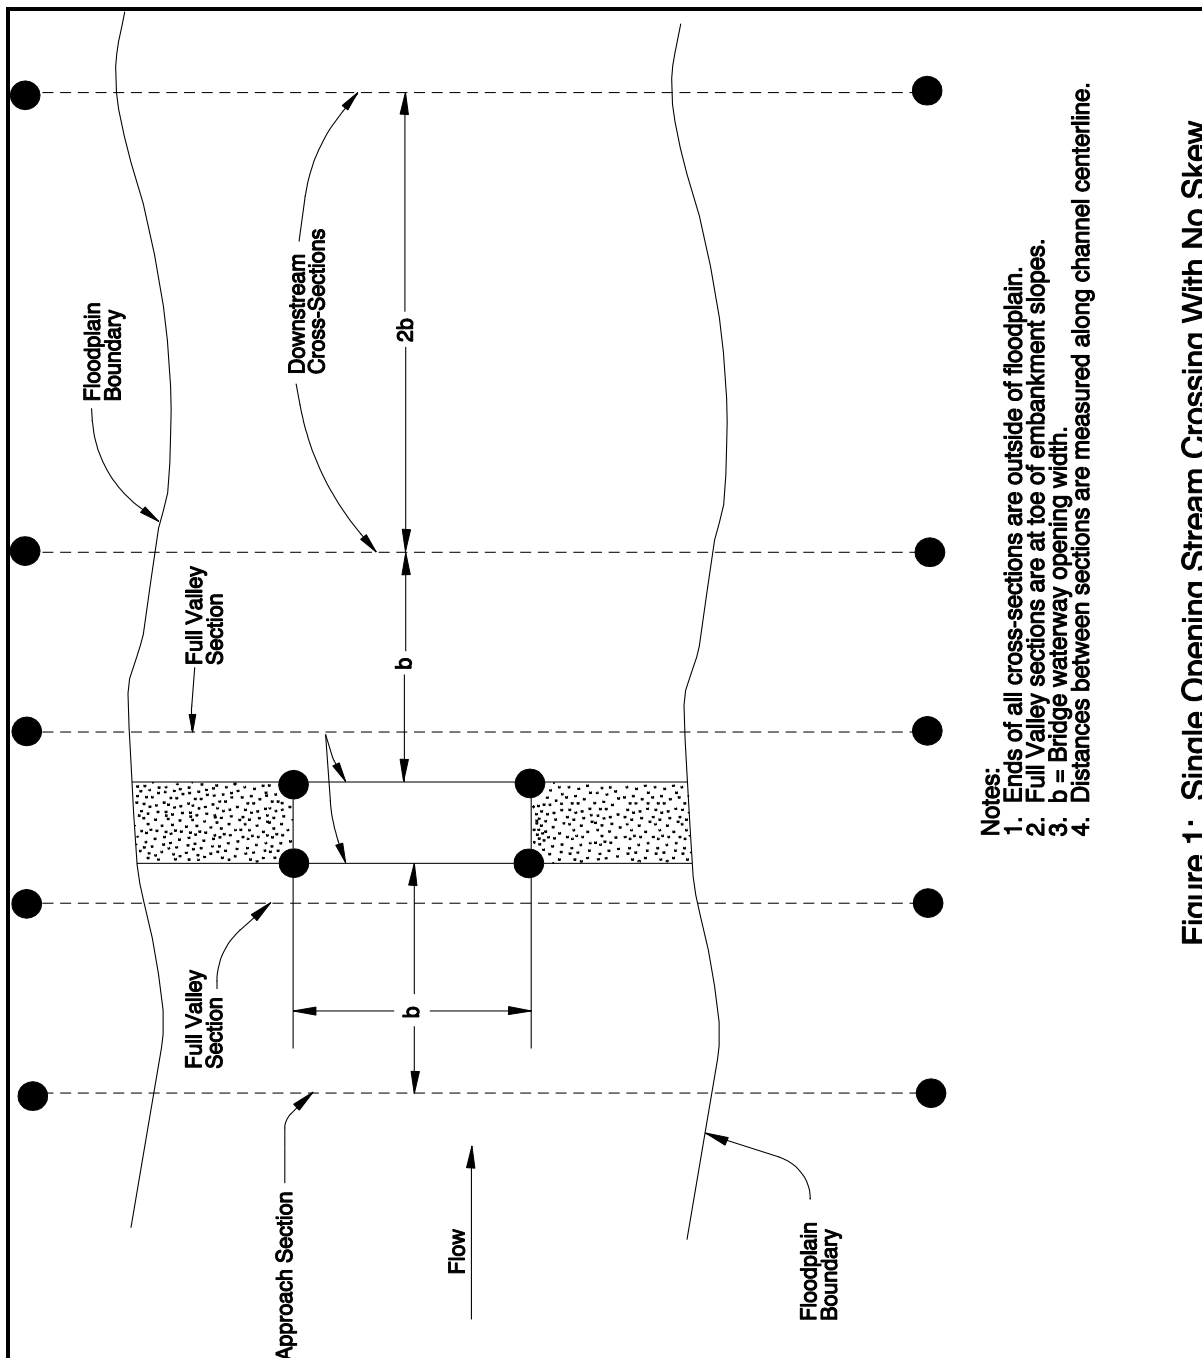 Floodplain
Boundary
Downstream
Cross-Sections
2b
Full Valley
Section
b
Full Valley
Section
b
Approach Section
Flow
Floodplain
Boundary
Notes:
1. Ends of all cross-sections are outside of floodplain.
2. Full Valley sections are at toe of embankment slopes.
3. b = Bridge waterway opening width.
4. Distances between sections are measured along channel centerline.
Figure 1: Single Opening Stream Crossing With No Skew